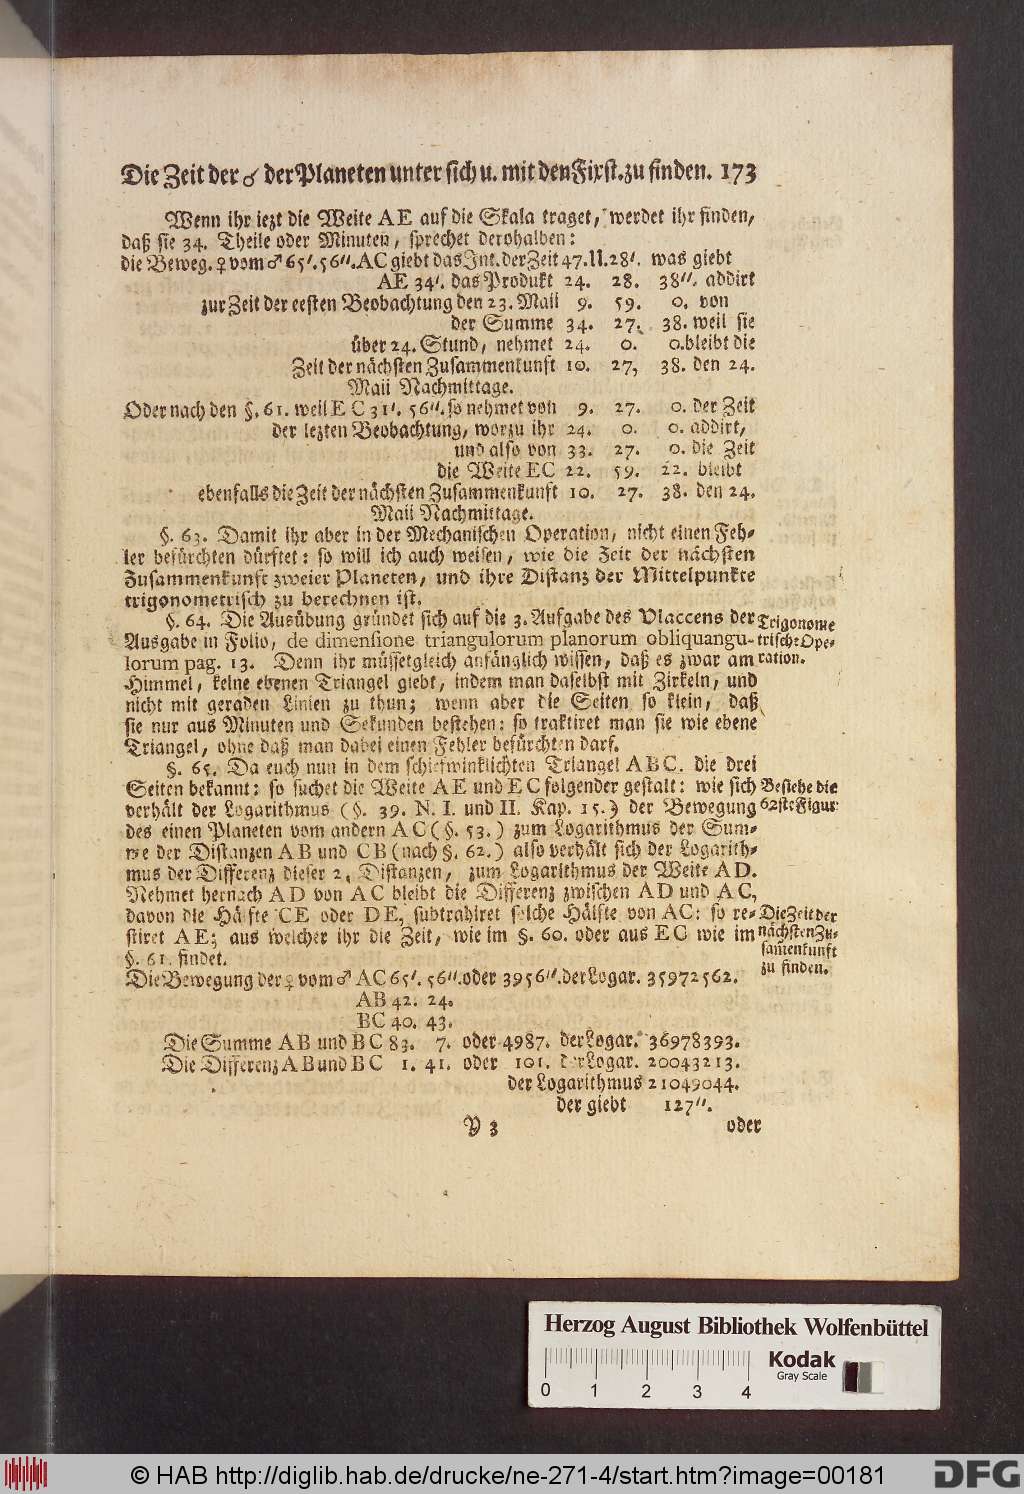 Die Zeit der ☌ der Planeten unter sich u. mit den Fixst. zu finden. 173
Wenn ihr iezt die Weite AE auf die Skala traget, werdet ihr finden,
daß sie 34. Theile oder Minuten, sprechet derohalben:
die Beweg. ♀ vom ♂ 65'. 56''. AC giebt das Int. der Zeit 47. U. 28'. was giebt
AE 34'. das Produkt 24. 28. 38''. addirt
zur Zeit der eesten Beobachtung den 23. Maii 9. 59. 0. von
der Summe 34. 27. 38. weil sie
über 24. Stund, nehmet 24. 0. 0. bleibt die
Zeit der nächsten Zusammenkunft 10. 27, 38. den 24.
Maii Nachmittage.
Oder nach den §. 61. weil E C 31'. 56''. so nehmet von 9. 27. 0. der Zeit
der lezten Beobachtung, worzu ihr 24. 0. 0. addirt,
und also von 33. 27. 0. die Zeit
die Weite EC 22. 59. 22. bleibt
ebenfalls die Zeit der nächsten Zusammenkunft 10. 27. 38. den 24.
Maii Nachmittage.
§. 63. Damit ihr aber in der Mechanischen Operation, nicht einen Feh-
ler befürchten dürftet: so will ich auch weisen, wie die Zeit der nächsten
Zusammenkunft zweier Planeten, und ihre Distanz der Mittelpunkte
trigonometrisch zu berechnen ist.
§. 64. Die Ausübung gründet sich auf die 3. Aufgabe des Vlaccens der
Ausgabe in Folio, de dimensione triangulorum planorum obliquangu-
lorum pag. 13. Denn ihr müsset gleich anfänglich wissen, daß es zwar am
Himmel, keine ebenen Triangel giebt, indem man daselbst mit Zirkeln, und
nicht mit geraden Linien zu thun; wenn aber die Seiten so klein, daß
sie nur aus Minuten und Sekunden bestehen: so traktiret man sie wie ebene
Triangel, ohne daß man dabei einen Fehler befürchten darf.
Trigonome
trische Ope-
ration.
§. 65. Da euch nun in dem schiefwinklichten Triangel ABC. die drei
Seiten bekannt: so suchet die Weite AE und EC folgender gestalt: wie sich
verhält der Logarithmus (§. 39. N. I. und II. Kap. 15.) der Bewegung
des einen Planeten vom andern AC (§. 53.) zum Logarithmus der Sum-
me der Distanzen AB und CB (nach §. 62.) also verhält sich der Logarith-
mus der Differenz dieser 2. Distanzen, zum Logarithmus der Weite AD.
Nehmet hernach AD von AC bleibt die Differenz zwischen AD und AC,
davon die Hälfte CE oder DE, subtrahiret solche Hälfte von AC: so re-
stiret AE; aus welcher ihr die Zeit, wie im §. 60. oder aus EC wie im
§. 61. findet.
Besiehe die
62ste Figur
Die Zeit der
nächsten Zu-
sam̄enkunft
zu finden.
Die Bewegung der ♀ vom ♂ AC 65'. 56''. oder 3956''. der Logar. 35972562.
AB 42. 24.
BC 40. 43.
Die Summe AB und BC 83. 7. oder 4987. der Logar. 36978393.
Die Differenz AB und BC 1. 41. oder 101. der Logar. 20043213.
der Logarithmus 21049044.
der giebt 127''.
Y 3 oder
Herzog August Bibliothek Wolfenbüttel
0 1 2 3 4
Kodak
Gray Scale
© HAB http://diglib.hab.de/drucke/ne-271-4/start.htm?image=00181
DFG